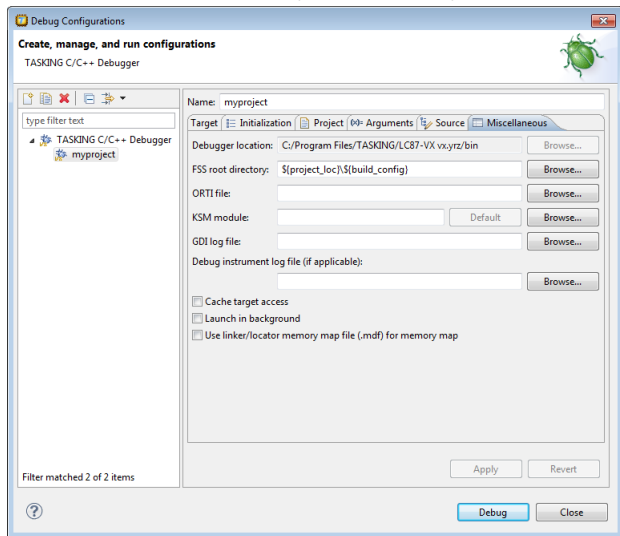 Debug Configurations
Create, manage, and run configurations
TASKING C/C++ Debugger
Name: myproject
type filter text
Target Initialization Project (x)= Arguments Source Miscellaneous
TASKING C/C++ Debugger
myproject
Debugger location: C:/Program Files/TASKING/LC87-VX vx.yrz/bin Browse...
FSS root directory: ${project_loc}\${build_config} Browse...
ORTI file: Browse...
KSM module: Default Browse...
GDI log file: Browse...
Debug instrument log file (if applicable):
Browse...
Cache target access
Launch in background
Use linker/locator memory map file (.mdf) for memory map
Filter matched 2 of 2 items
Apply Revert
? Debug Close